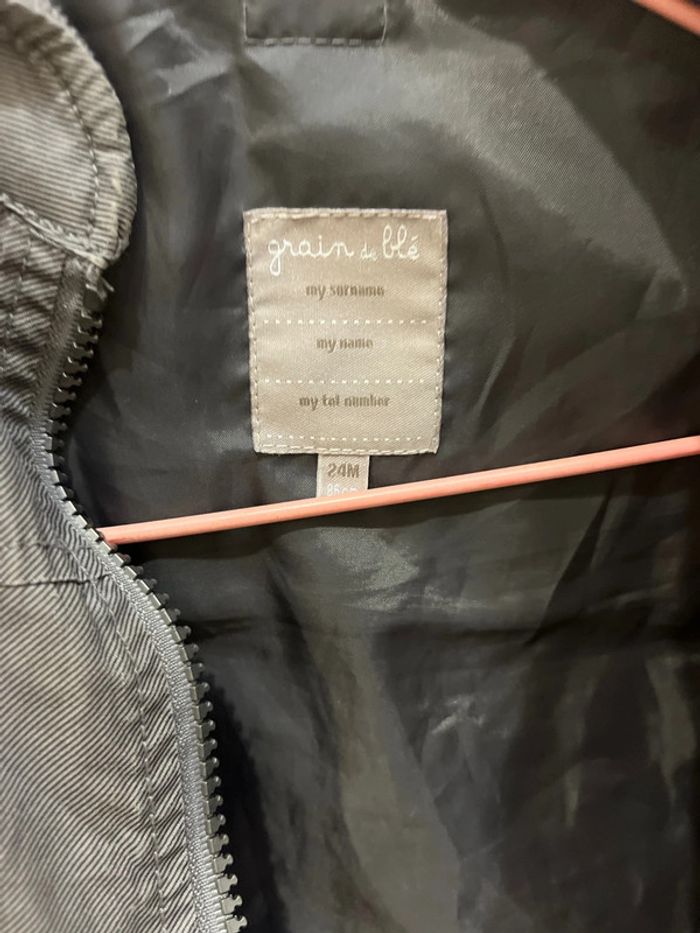 grain de blé
my surname
my name
my tel number
24M